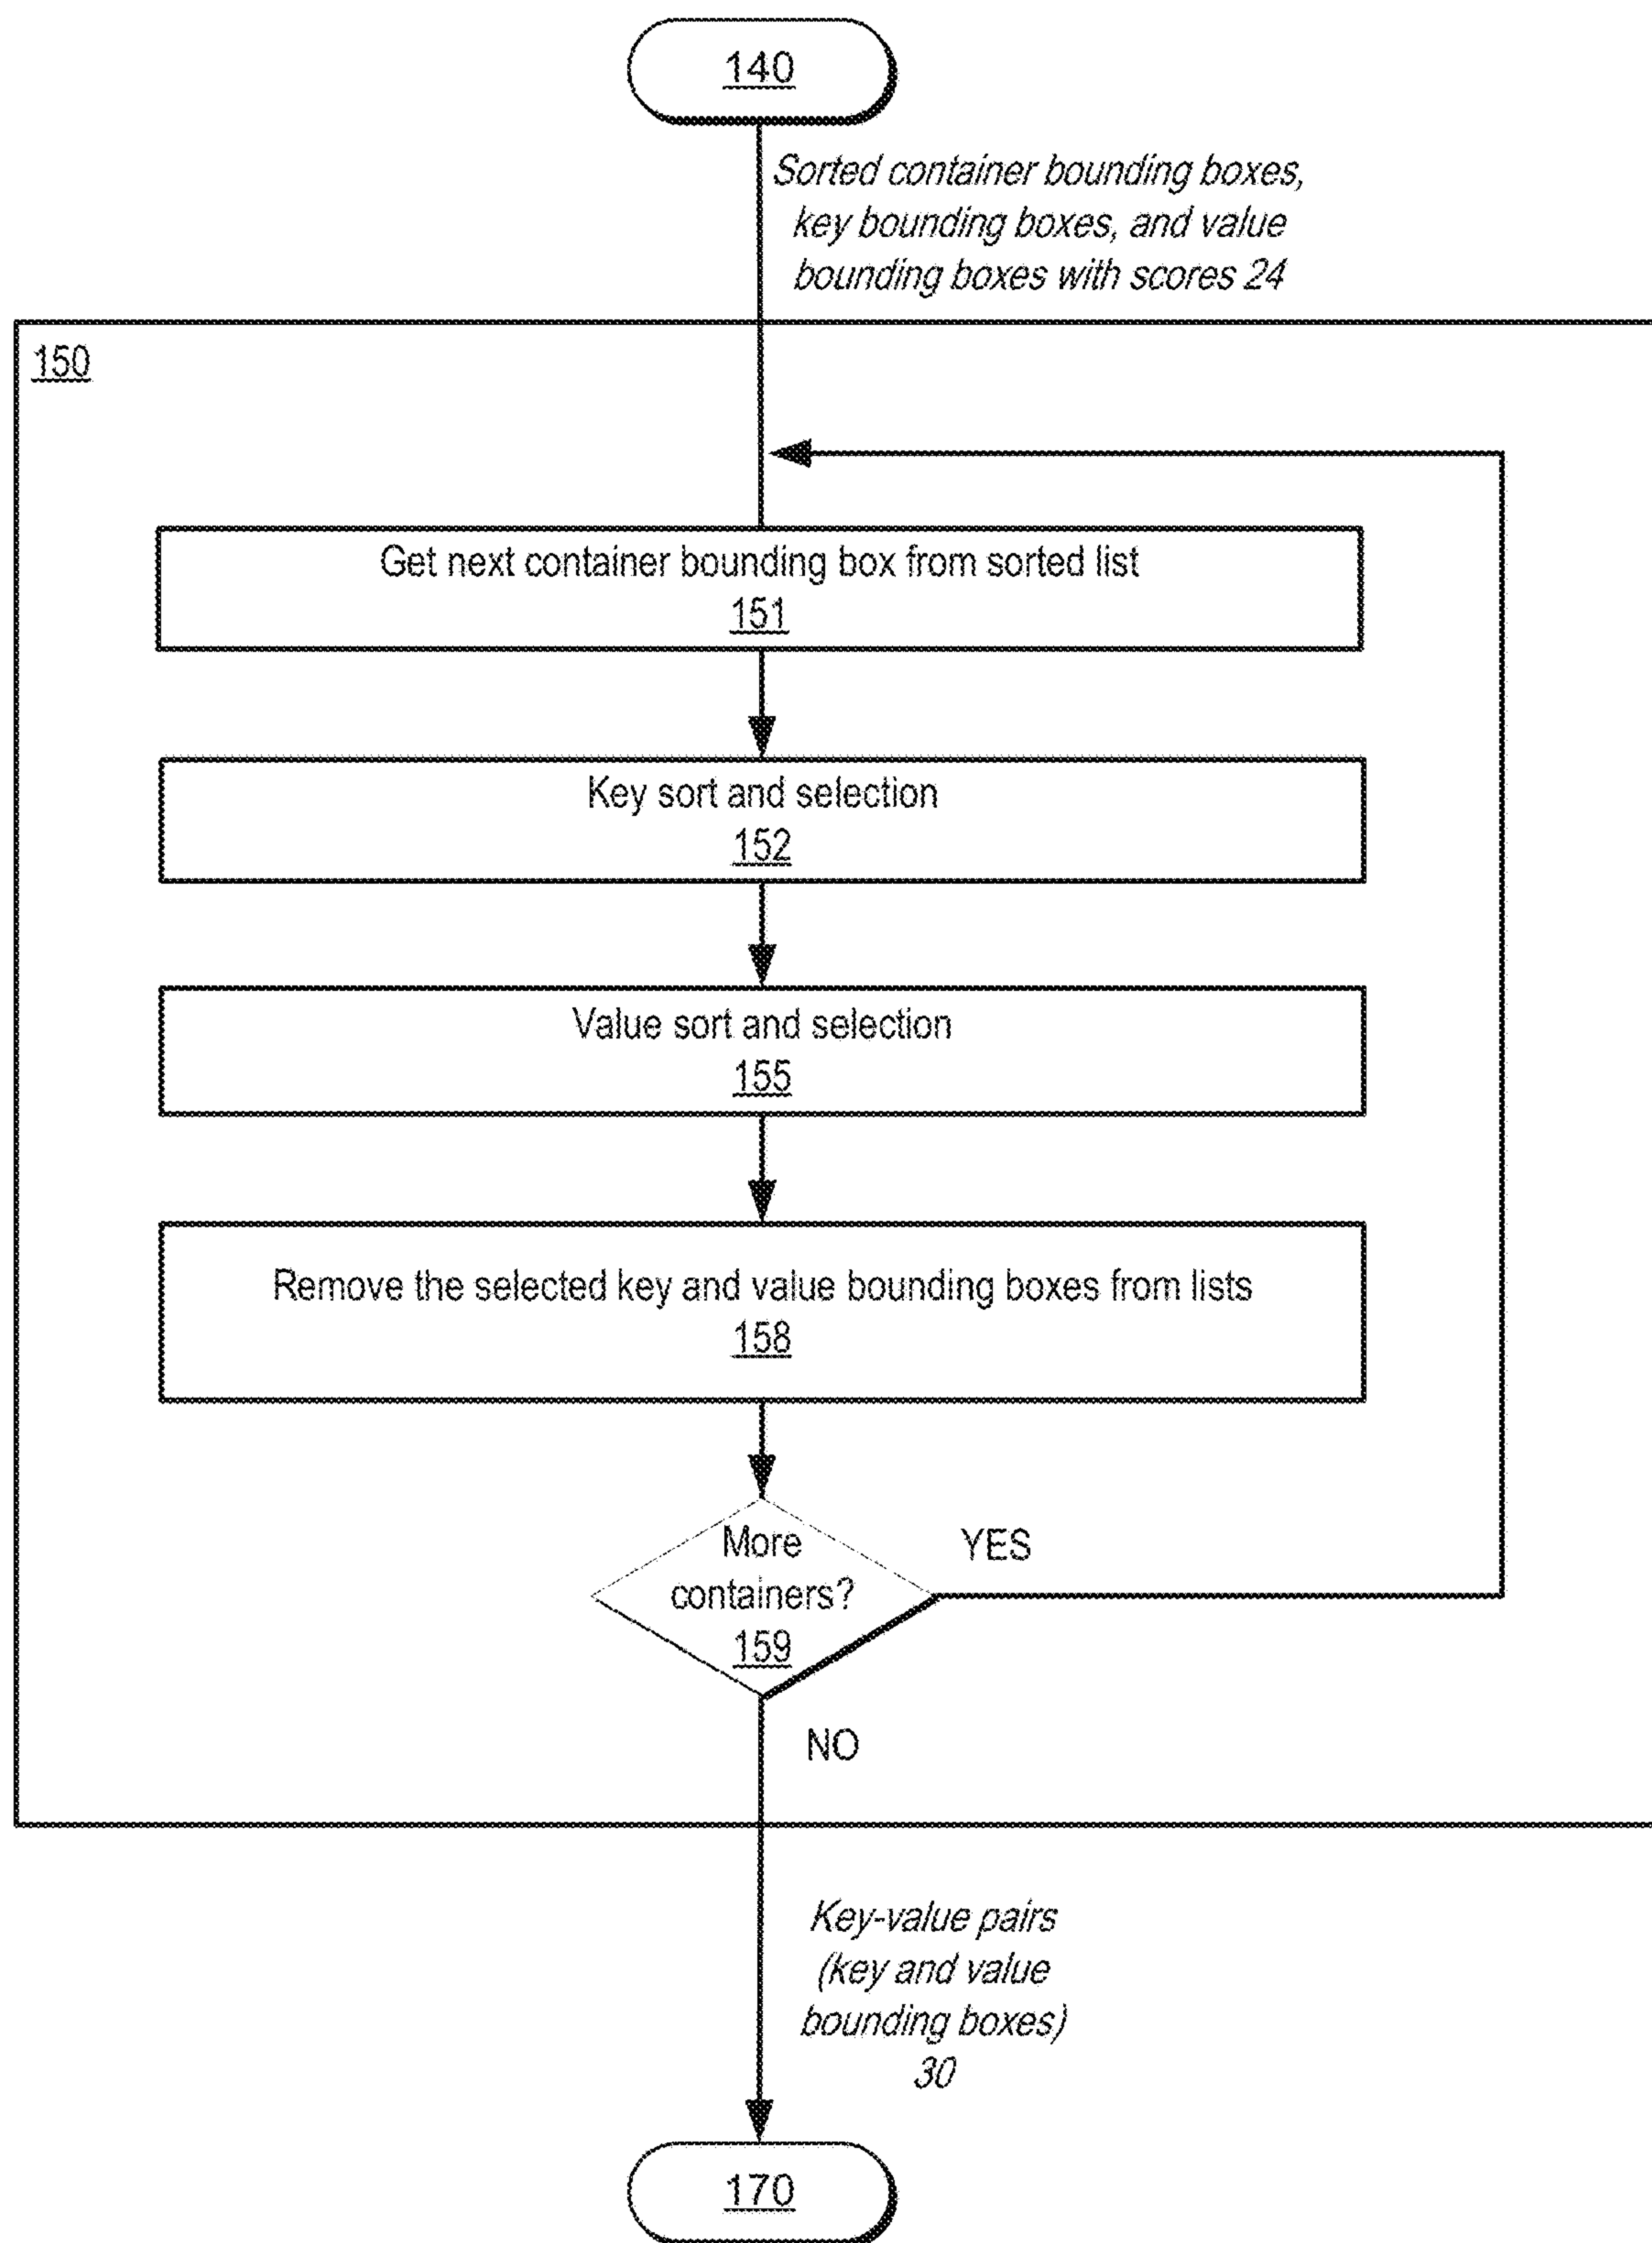 140
Sorted container bounding boxes,
key bounding boxes, and value
bounding boxes with scores 24
150
Get next container bounding box from sorted list
151
Key sort and selection
152
Value sort and selection
155
Remove the selected key and value bounding boxes from lists
158
More
containers?
159
YES
NO
Key-value pairs
(key and value
bounding boxes)
30
170